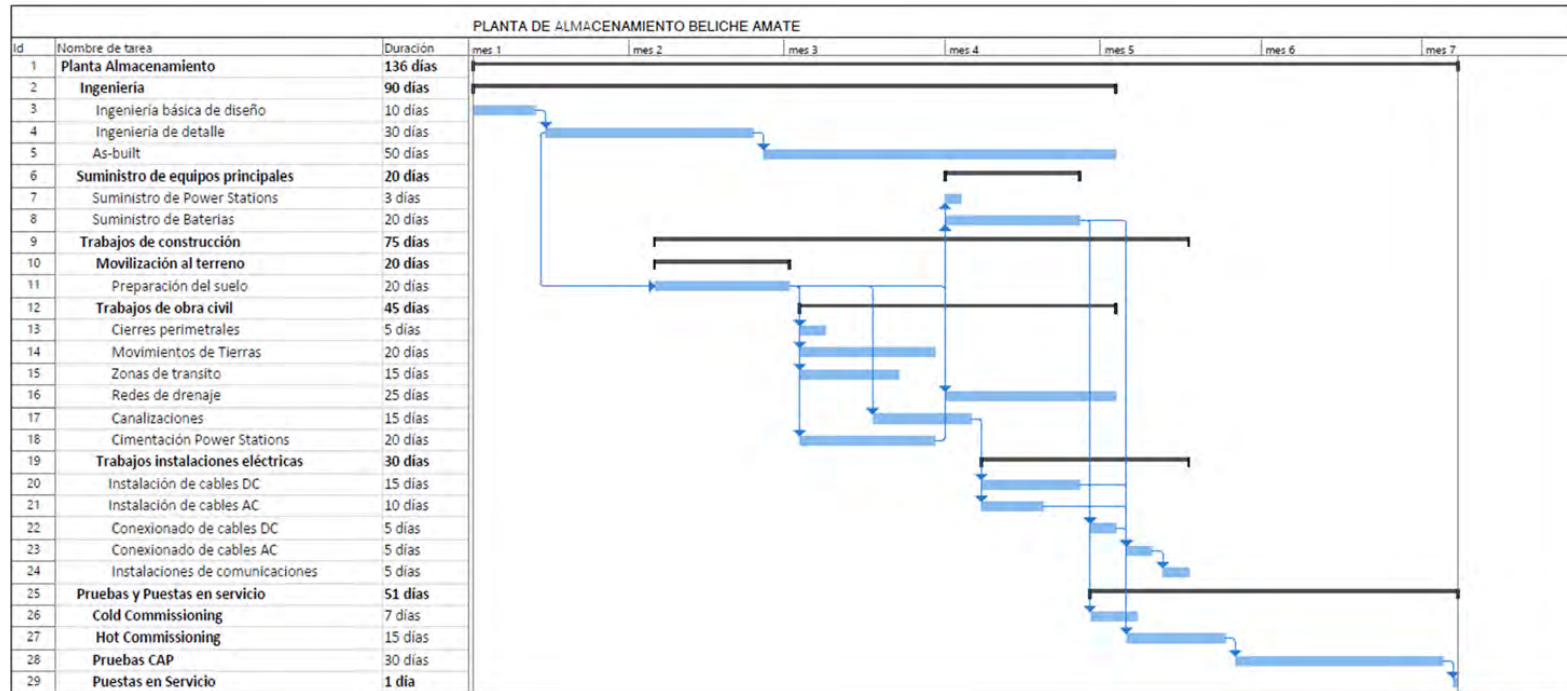 PLANTA DE ALMACENAMIENTO BELICHE AMATE
Id Nombre de tarea Duración mes 1 mes 2 mes 3 mes 4 mes 5 mes 6 mes 7
1 Planta Almacenamiento 136 días
2 Ingeniería 90 días
3 Ingeniería básica de diseño 10 días
4 Ingeniería de detalle 30 días
5 As-built 50 días
6 Suministro de equipos principales 20 días
7 Suministro de Power Stations 3 días
8 Suministro de Baterias 20 días
9 Trabajos de construcción 75 días
10 Movilización al terreno 20 días
11 Preparación del suelo 20 días
12 Trabajos de obra civil 45 días
13 Cierres perimetrales 5 días
14 Movimientos de Tierras 20 días
15 Zonas de transito 15 días
16 Redes de drenaje 25 días
17 Canalizaciones 15 días
18 Cimentación Power Stations 20 días
19 Trabajos instalaciones eléctricas 30 días
20 Instalación de cables DC 15 días
21 Instalación de cables AC 10 días
22 Conexionado de cables DC 5 días
23 Conexionado de cables AC 5 días
24 Instalaciones de comunicaciones 5 días
25 Pruebas y Puestas en servicio 51 días
26 Cold Commissioning 7 días
27 Hot Commissioning 15 días
28 Pruebas CAP 30 días
29 Puestas en Servicio 1 día